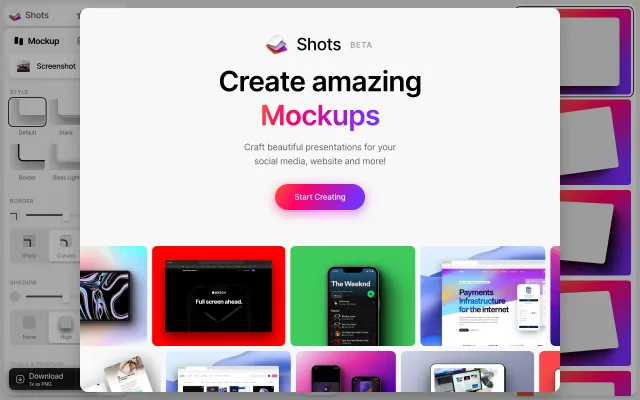 Shots
Mockup
Screenshot
STYLE
Default
Stack
Border
Glass Light
BORDER
Sharp
Curved
SHADOW
None
High
Download
1x as PNG
Shots BETA
Create amazing
Mockups
Craft beautiful presentations for your
social media, website and more!
Start Creating
WATCH
Full screen ahead.
The Weeknd
Payments
infrastructure
for the internet